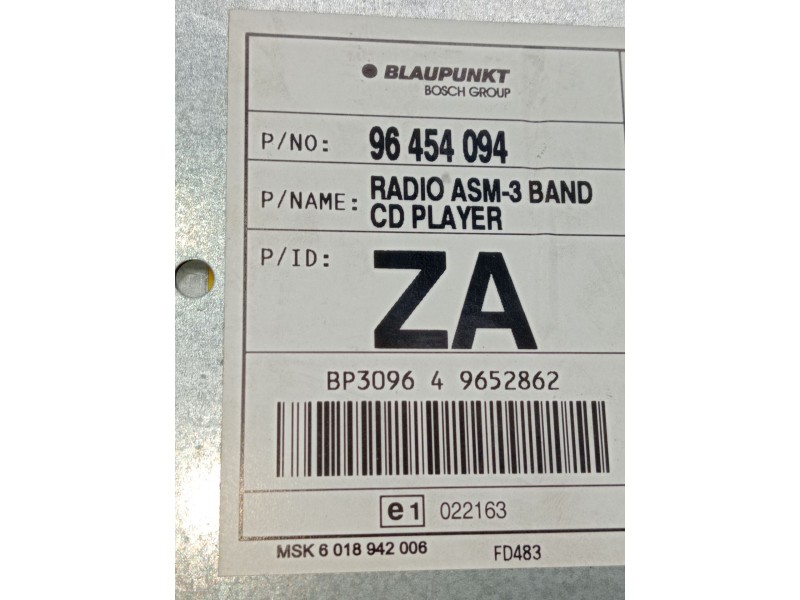 BLAUPUNKT
BOSCH GROUP
P/NO: 96 454 094
P/NAME: RADIO ASM-3 BAND
CD PLAYER
P/ID: ZA
BP3096 4 9652862
e1 022163
MSK 6 018 942 006 FD483